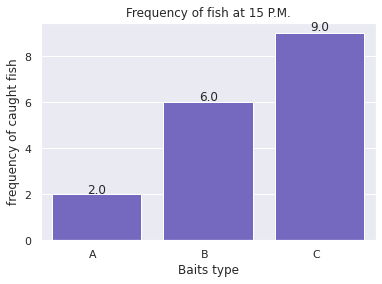 Frequency of fish at 15 P.M.
frequency of caught fish
8
6
4
2
0
2.0
6.0
9.0
A B C
Baits type